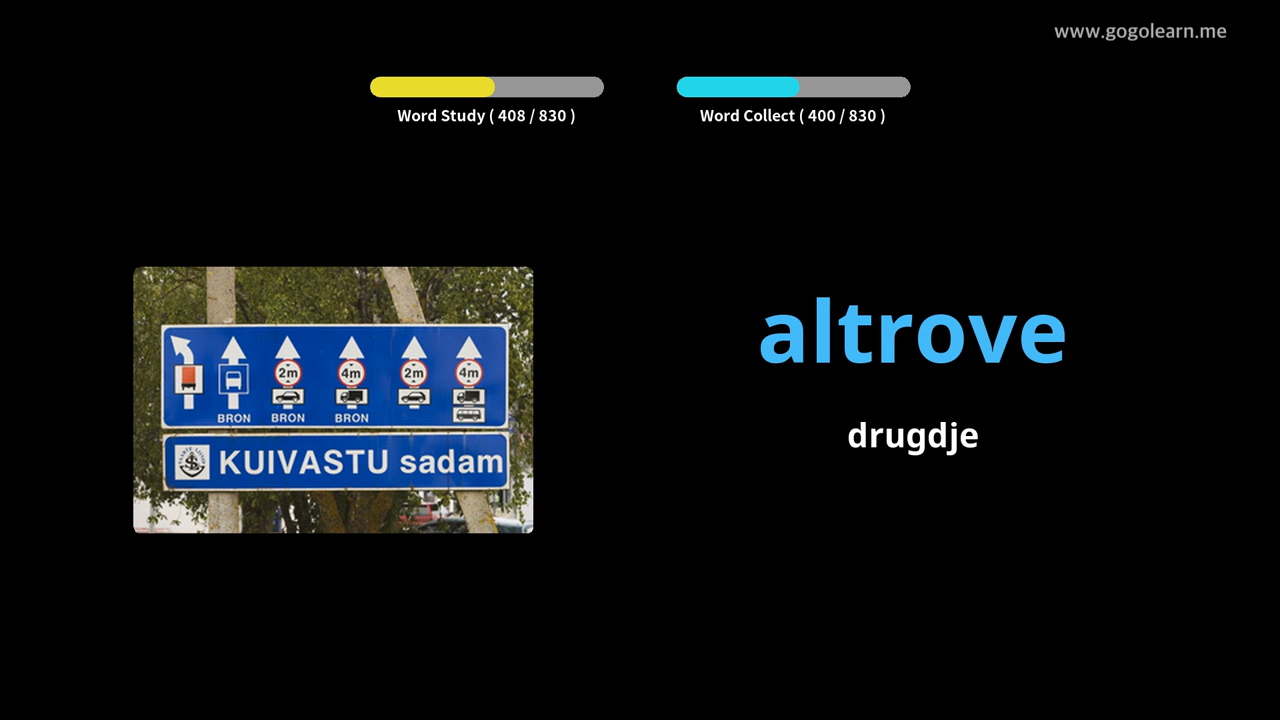 www.gogolearn.me
Word Study ( 408 / 830 )
Word Collect ( 400 / 830 )
2m 4m 2m 4m
BRON BRON BRON
KUIVASTU sadam
altrove
drugdje